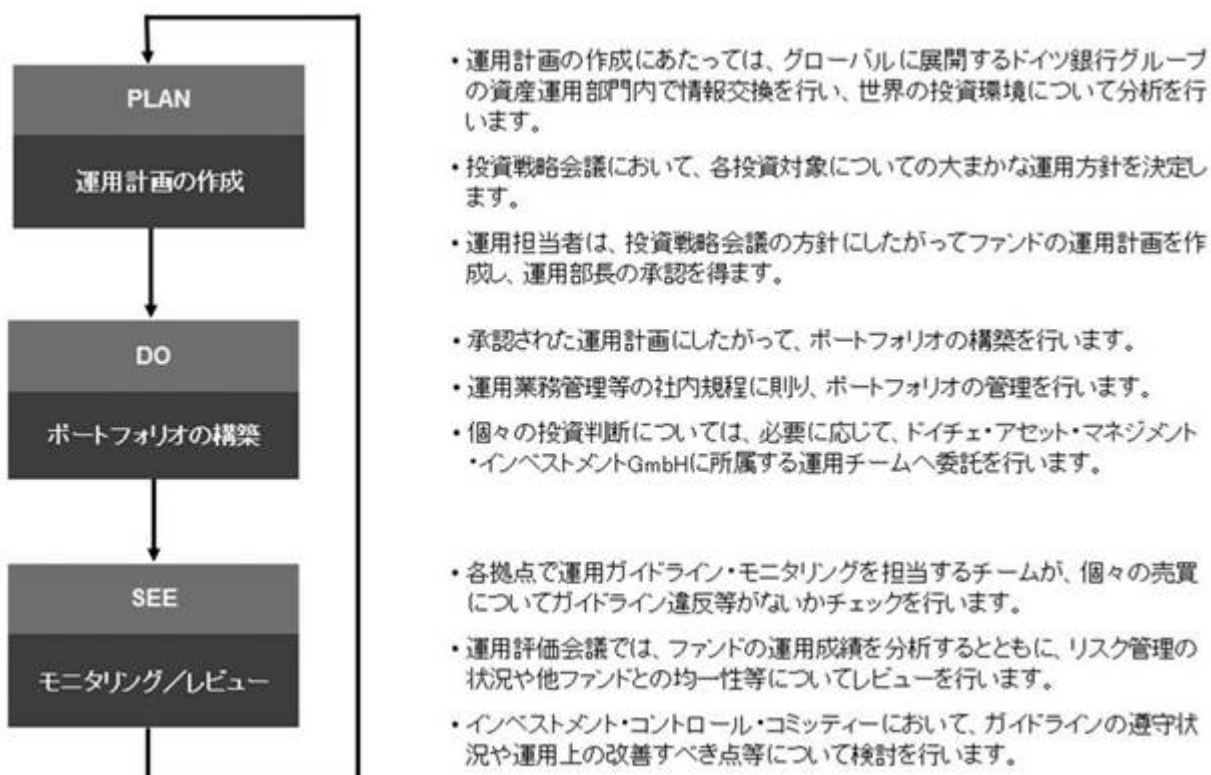 PLAN
運用計画の作成
・運用計画の作成にあたっては、グローバルに展開するドイツ銀行グループ
の資産運用部門内で情報交換を行い、世界の投資環境について分析を行
います。
・投資戦略会議において、各投資対象についての大まかな運用方針を決定し
ます。
・運用担当者は、投資戦略会議の方針にしたがってファンドの運用計画を作
成し、運用部長の承認を得ます。
DO
ポートフォリオの構築
・承認された運用計画にしたがって、ポートフォリオの構築を行います。
・運用業務管理等の社内規程に則り、ポートフォリオの管理を行います。
・個々の投資判断については、必要に応じて、ドイチェ・アセット・マネジメント
・インベストメントGmbHに所属する運用チームへ委託を行います。
SEE
モニタリング／レビュー
・各拠点で運用ガイドライン・モニタリングを担当するチームが、個々の売買
についてガイドライン違反等がないかチェックを行います。
・運用評価会議では、ファンドの運用成績を分析するとともに、リスク管理の
状況や他ファンドとの均一性等についてレビューを行います。
・インベストメント・コントロール・コミッティーにおいて、ガイドラインの遵守状
況や運用上の改善すべき点等について検討を行います。